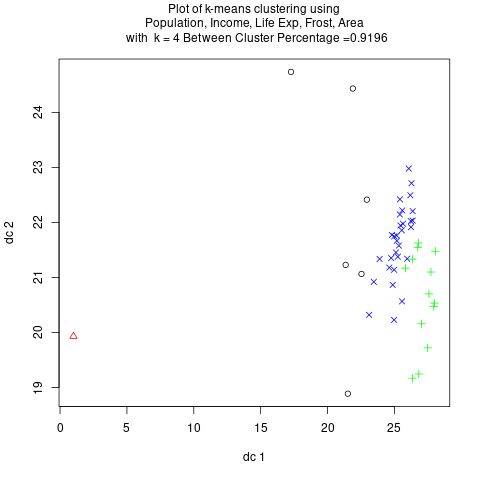 Plot of k-means clustering using
Population, Income, Life Exp, Frost, Area
with  k = 4 Between Cluster Percentage =0.9196
dc 2
24
23
22
21
20
19
0 5 10 15 20 25
dc 1